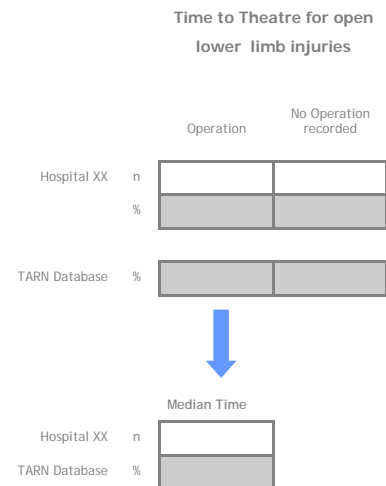 Time to Theatre for open
lower limb injuries
Operation
No Operation
recorded
Hospital XX n
%
TARN Database %
Median Time
Hospital XX n
TARN Database %